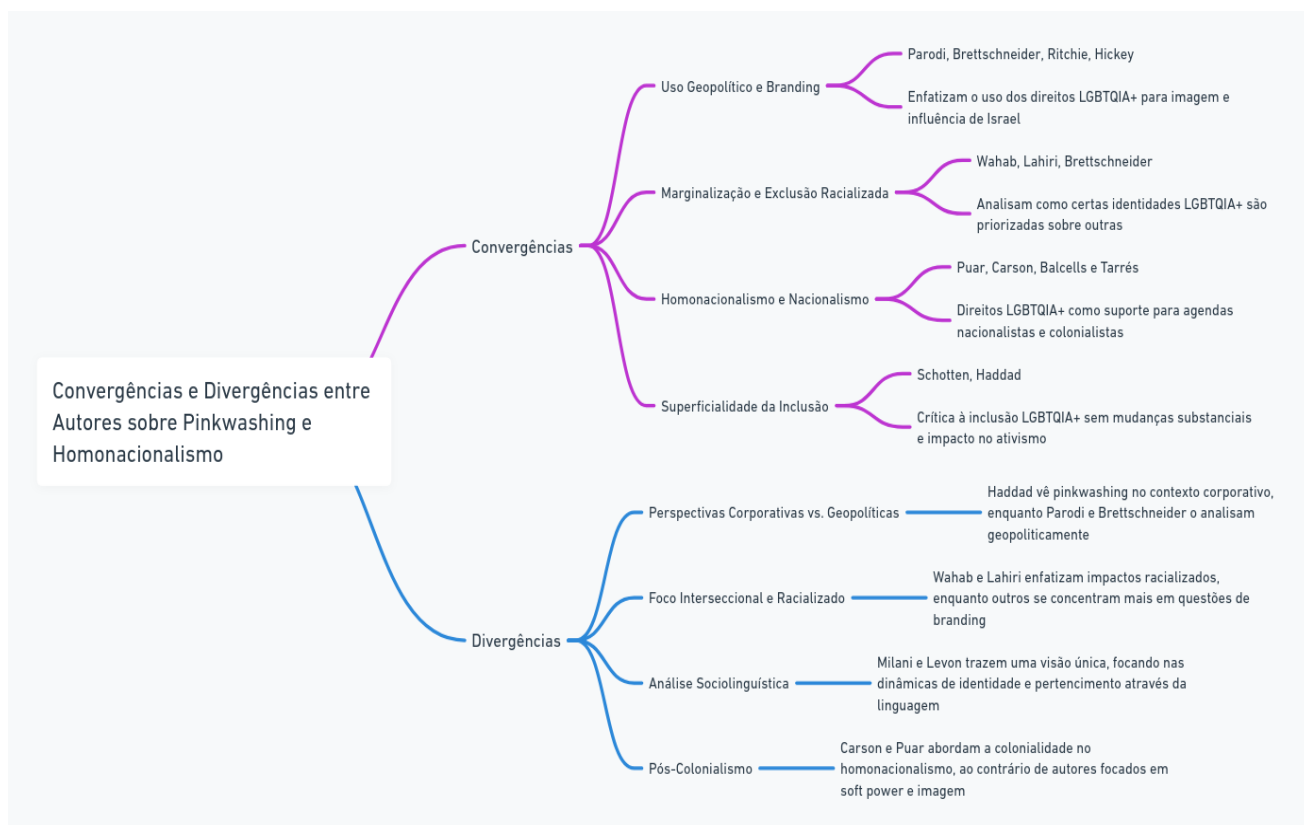 Convergências e Divergências entre
Autores sobre Pinkwashing e
Homonacionalismo
Convergências
Uso Geopolítico e Branding
Parodi, Brettschneider, Ritchie, Hickey
Enfatizam o uso dos direitos LGBTQIA+ para imagem e
influência de Israel
Marginalização e Exclusão Racializada
Wahab, Lahiri, Brettschneider
Analisam como certas identidades LGBTQIA+ são
priorizadas sobre outras
Homonacionalismo e Nacionalismo
Puar, Carson, Balcells e Tarrés
Direitos LGBTQIA+ como suporte para agendas
nacionalistas e colonialistas
Superficialidade da Inclusão
Schotten, Haddad
Crítica à inclusão LGBTQIA+ sem mudanças substanciais
e impacto no ativismo
Divergências
Perspectivas Corporativas vs. Geopolíticas
Haddad vê pinkwashing no contexto corporativo,
enquanto Parodi e Brettschneider o analisam
geopoliticamente
Foco Interseccional e Racializado
Wahab e Lahiri enfatizam impactos racializados,
enquanto outros se concentram mais em questões de
branding
Análise Sociolinguística
Milani e Levon trazem uma visão única, focando nas
dinâmicas de identidade e pertencimento através da
linguagem
Pós-Colonialismo
Carson e Puar abordam a colonialidade no
homonacionalismo, ao contrário de autores focados em
soft power e imagem